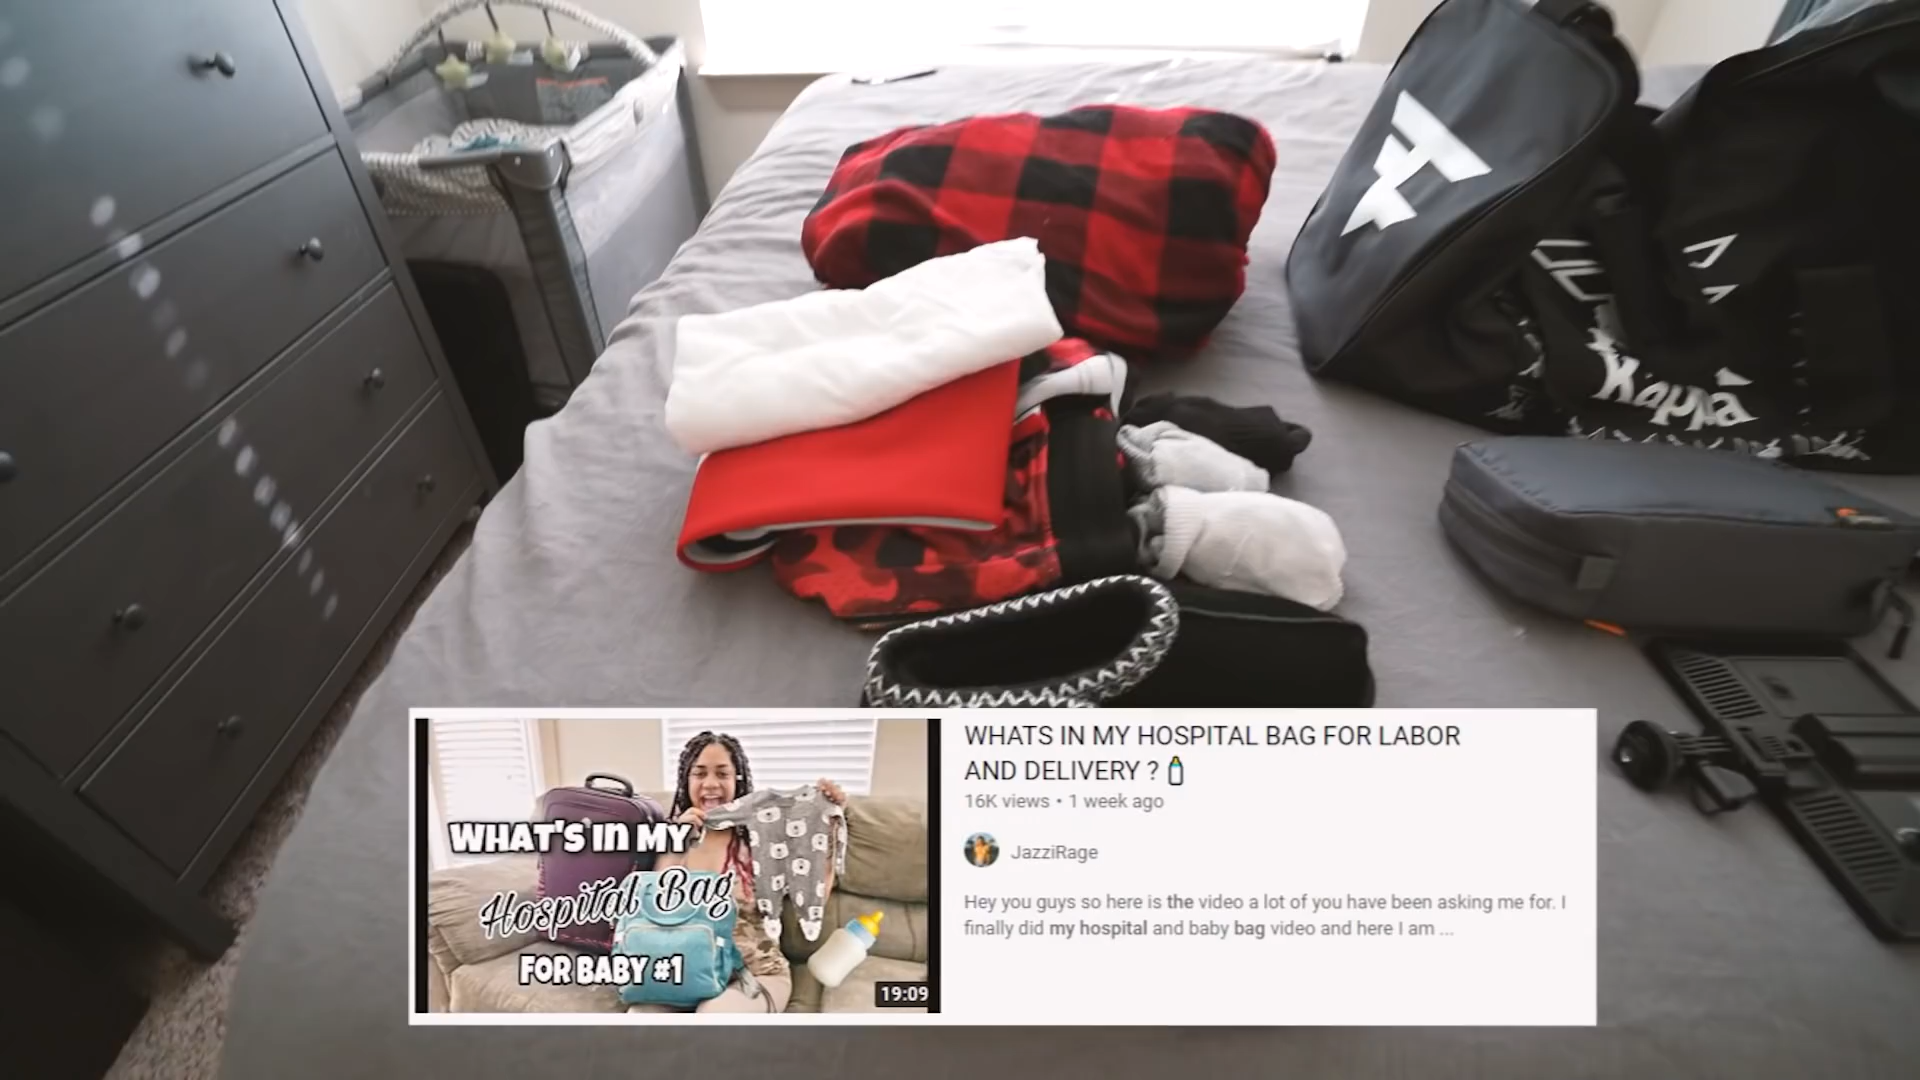 Kappa
WHAT'S In MY
Hospital Bag
FOR BABY #1
19:09
WHATS IN MY HOSPITAL BAG FOR LABOR
AND DELIVERY ?
16K views • 1 week ago
JazziRage
Hey you guys so here is the video a lot of you have been asking me for. I
finally did my hospital and baby bag video and here I am ...